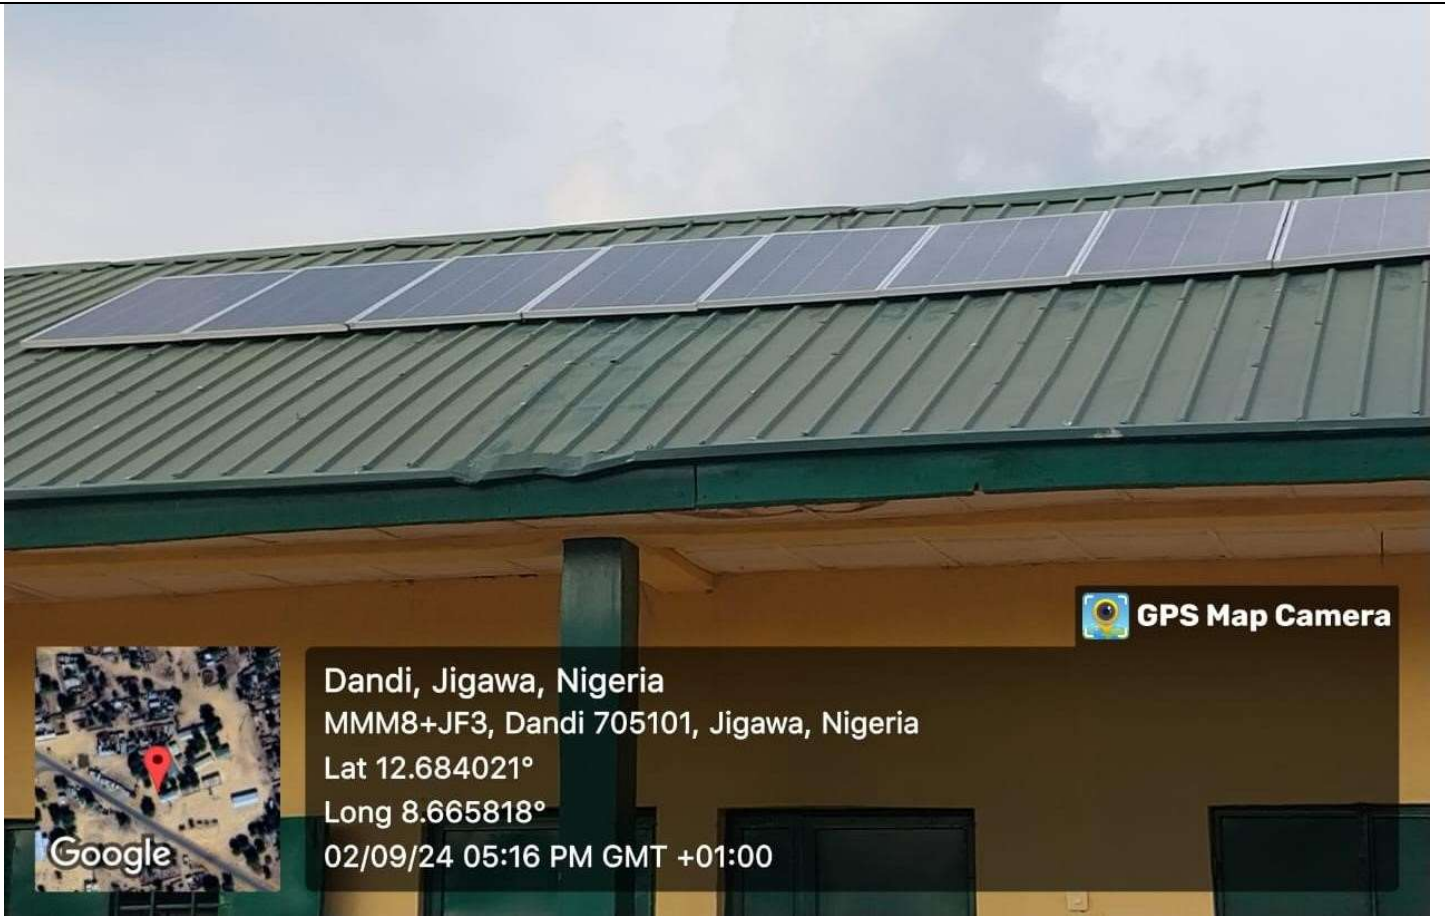 GPS Map Camera
Dandi, Jigawa, Nigeria
MMM8+JF3, Dandi 705101, Jigawa, Nigeria
Lat 12.684021°
Long 8.665818°
02/09/24 05:16 PM GMT +01:00
Google